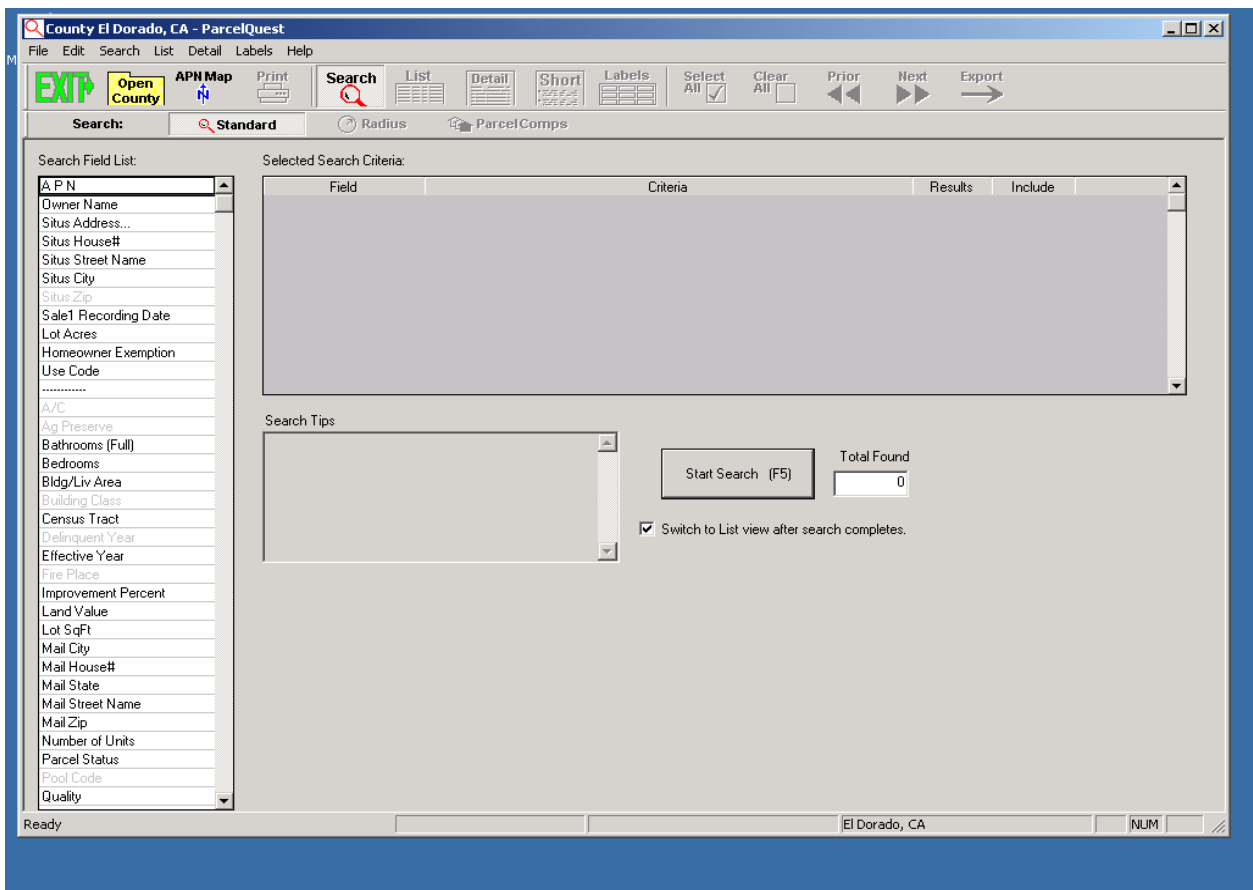 County El Dorado, CA - ParcelQuest
File Edit Search List Detail Labels Help
M
EXIT Open County APN Map N Print Search List Detail Short Labels Select All Clear All Prior Next Export
Search: Standard Radius ParcelComps
Search Field List:
A P N
Owner Name
Situs Address...
Situs House#
Situs Street Name
Situs City
Situs Zip
Sale1 Recording Date
Lot Acres
Homeowner Exemption
Use Code
------------
A/C
Ag Preserve
Bathrooms (Full)
Bedrooms
Bldg/Liv Area
Building Class
Census Tract
Delinquent Year
Effective Year
Fire Place
Improvement Percent
Land Value
Lot SqFt
Mail City
Mail House#
Mail State
Mail Street Name
Mail Zip
Number of Units
Parcel Status
Pool Code
Quality
Selected Search Criteria:
Field Criteria Results Include
Search Tips
Start Search (F5)
Total Found
0
Switch to List view after search completes.
Ready El Dorado, CA NUM